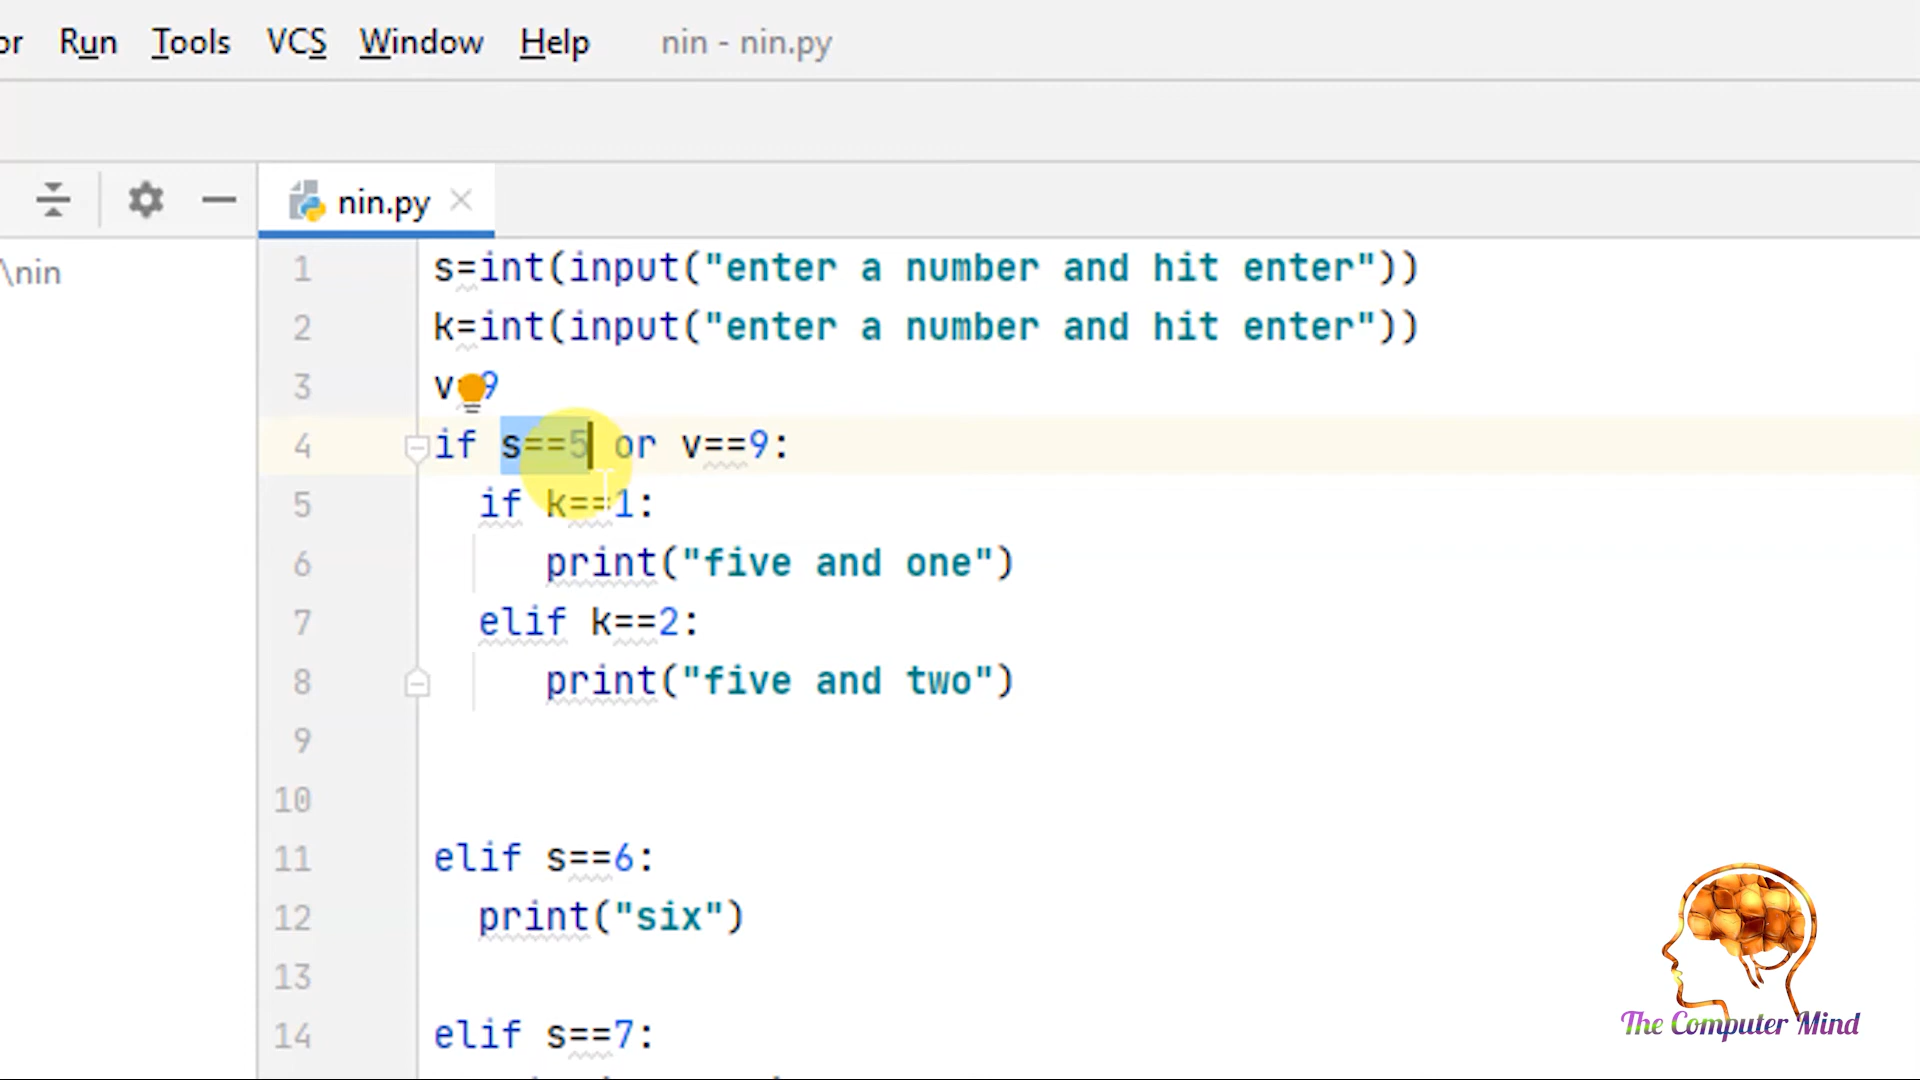 Run Tools VCS Window Help nin - nin.py
nin.py
\nin
1 s=int(input("enter a number and hit enter"))
2 k=int(input("enter a number and hit enter"))
3 v 9
4 if s==5 or v==9:
5 if k==1:
6 print("five and one")
7 elif k==2:
8 print("five and two")
9
10
11 elif s==6:
12 print("six")
13
14 elif s==7:
The Computer Mind